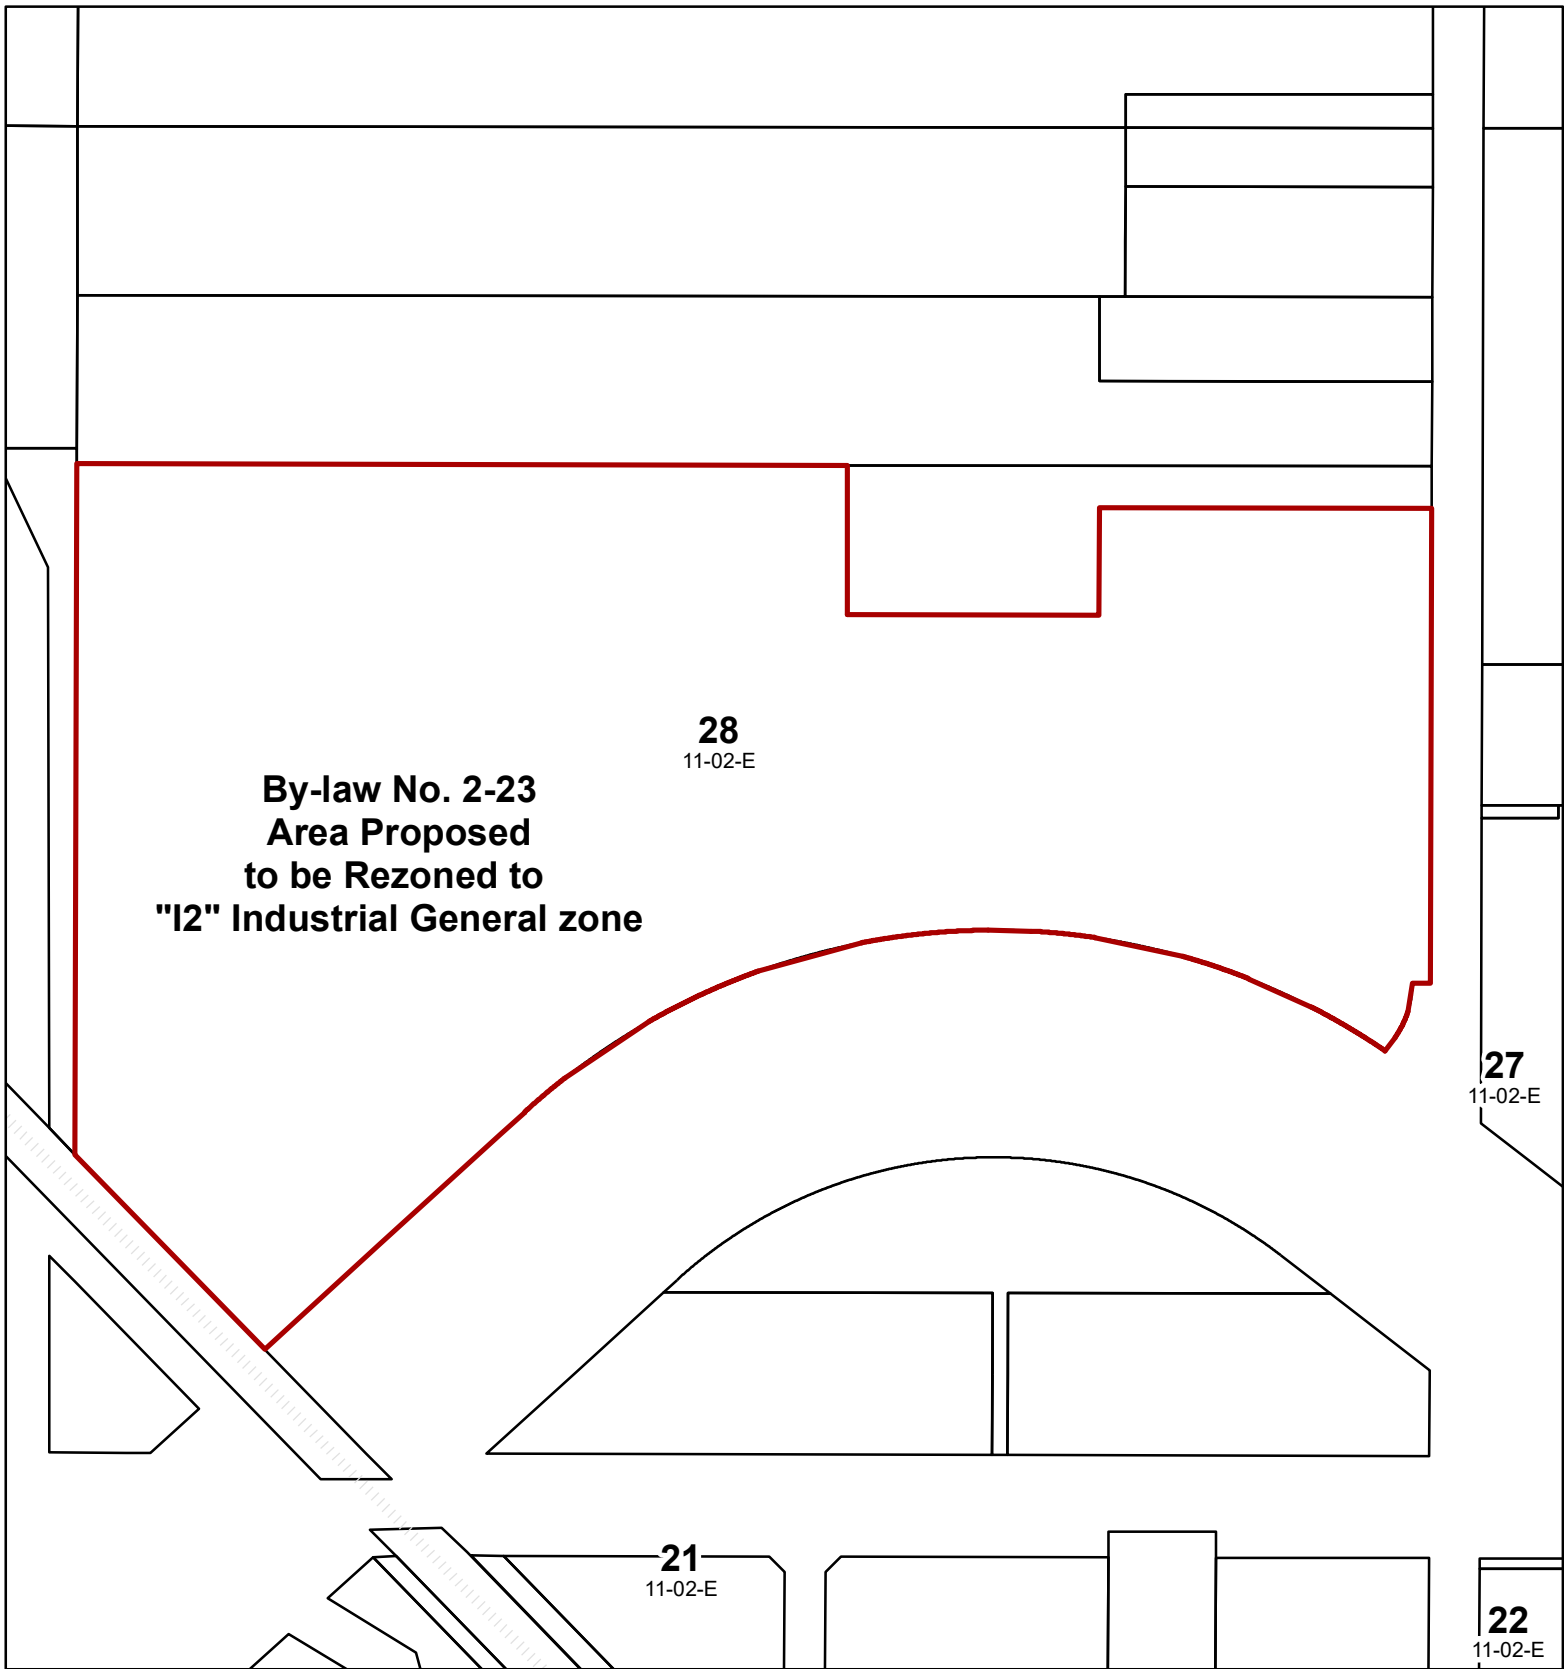 28
11-02-E
By-law No. 2-23
Area Proposed
to be Rezoned to
"I2" Industrial General zone
27
11-02-E
21
11-02-E
22
11-02-E